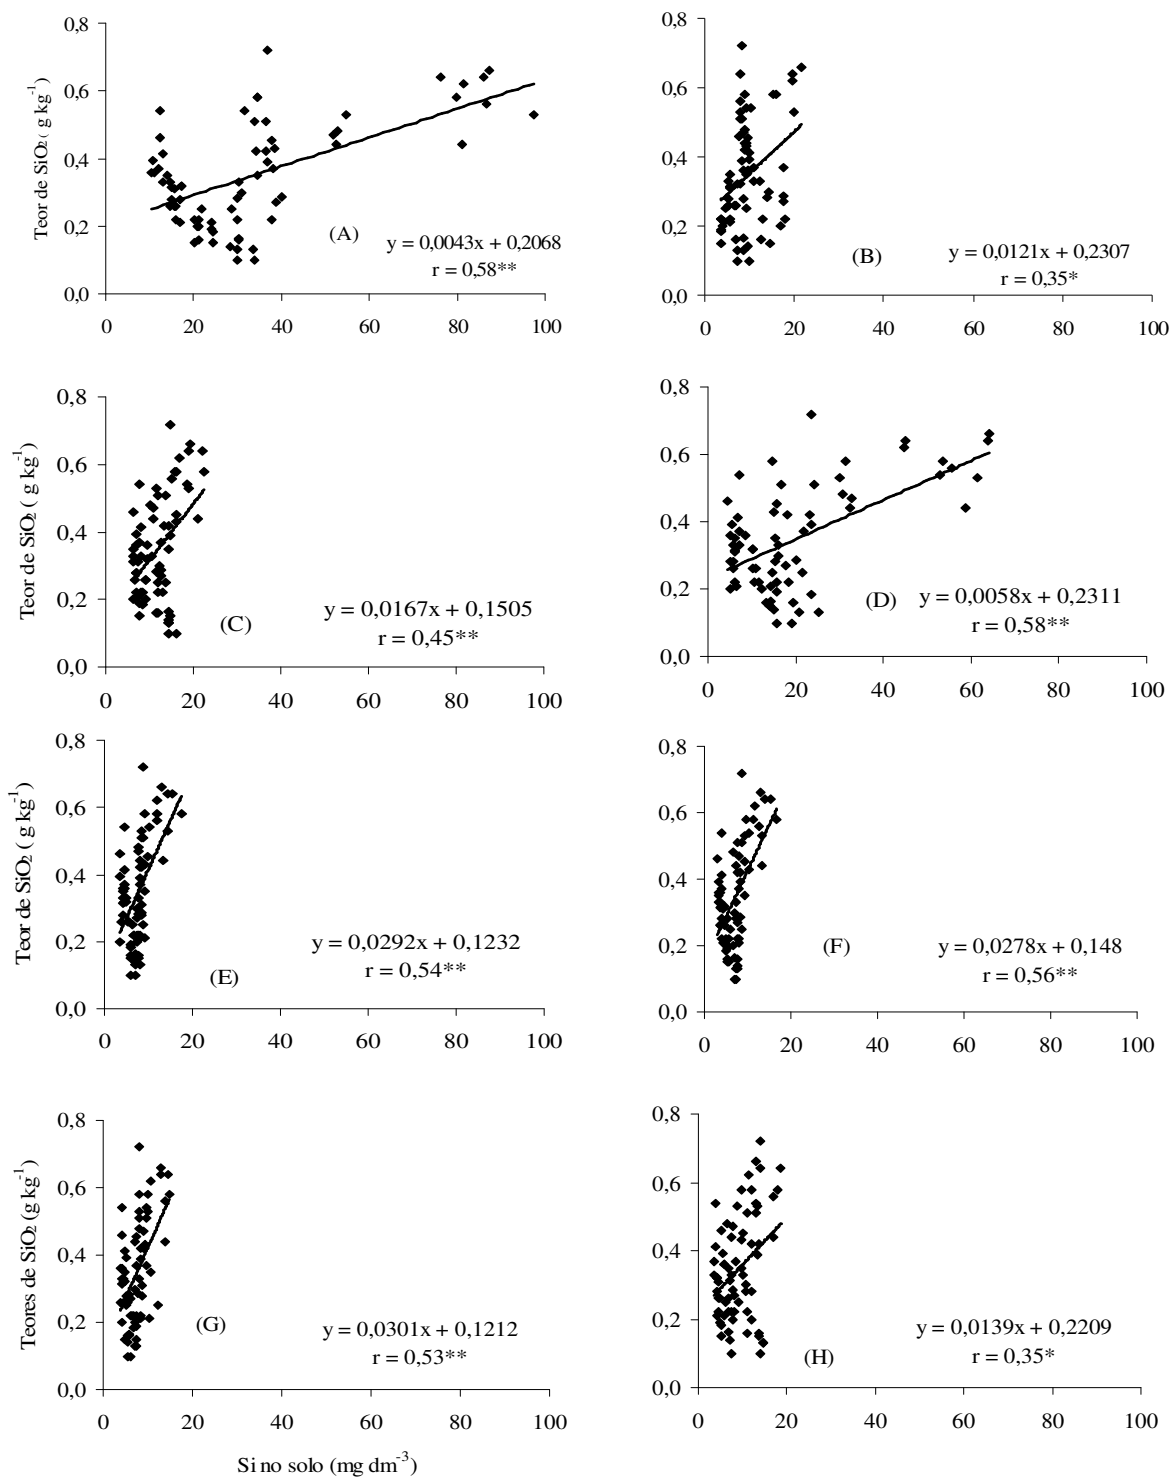 0,8
0,6
0,4
0,2
0,0
Teor de SiO₂ ( g kg⁻¹)
(A)
y = 0,0043x + 0,2068
r = 0,58**
0 20 40 60 80 100
0,8
0,6
0,4
0,2
0,0
(B)
y = 0,0121x + 0,2307
r = 0,35*
0 20 40 60 80 100
0,8
0,6
0,4
0,2
0,0
Teor de SiO₂ ( g kg⁻¹)
(C)
y = 0,0167x + 0,1505
r = 0,45**
0 20 40 60 80 100
0,8
0,6
0,4
0,2
0,0
(D)
y = 0,0058x + 0,2311
r = 0,58**
0 20 40 60 80 100
0,8
0,6
0,4
0,2
0,0
Teor de SiO₂ ( g kg⁻¹)
(E)
y = 0,0292x + 0,1232
r = 0,54**
0 20 40 60 80 100
0,8
0,6
0,4
0,2
0,0
(F)
y = 0,0278x + 0,148
r = 0,56**
0 20 40 60 80 100
0,8
0,6
0,4
0,2
0,0
Teores de SiO₂ (g kg⁻¹)
(G)
y = 0,0301x + 0,1212
r = 0,53**
0 20 40 60 80 100
Si no solo (mg dm⁻³)
0,8
0,6
0,4
0,2
0,0
(H)
y = 0,0139x + 0,2209
r = 0,35*
0 20 40 60 80 100